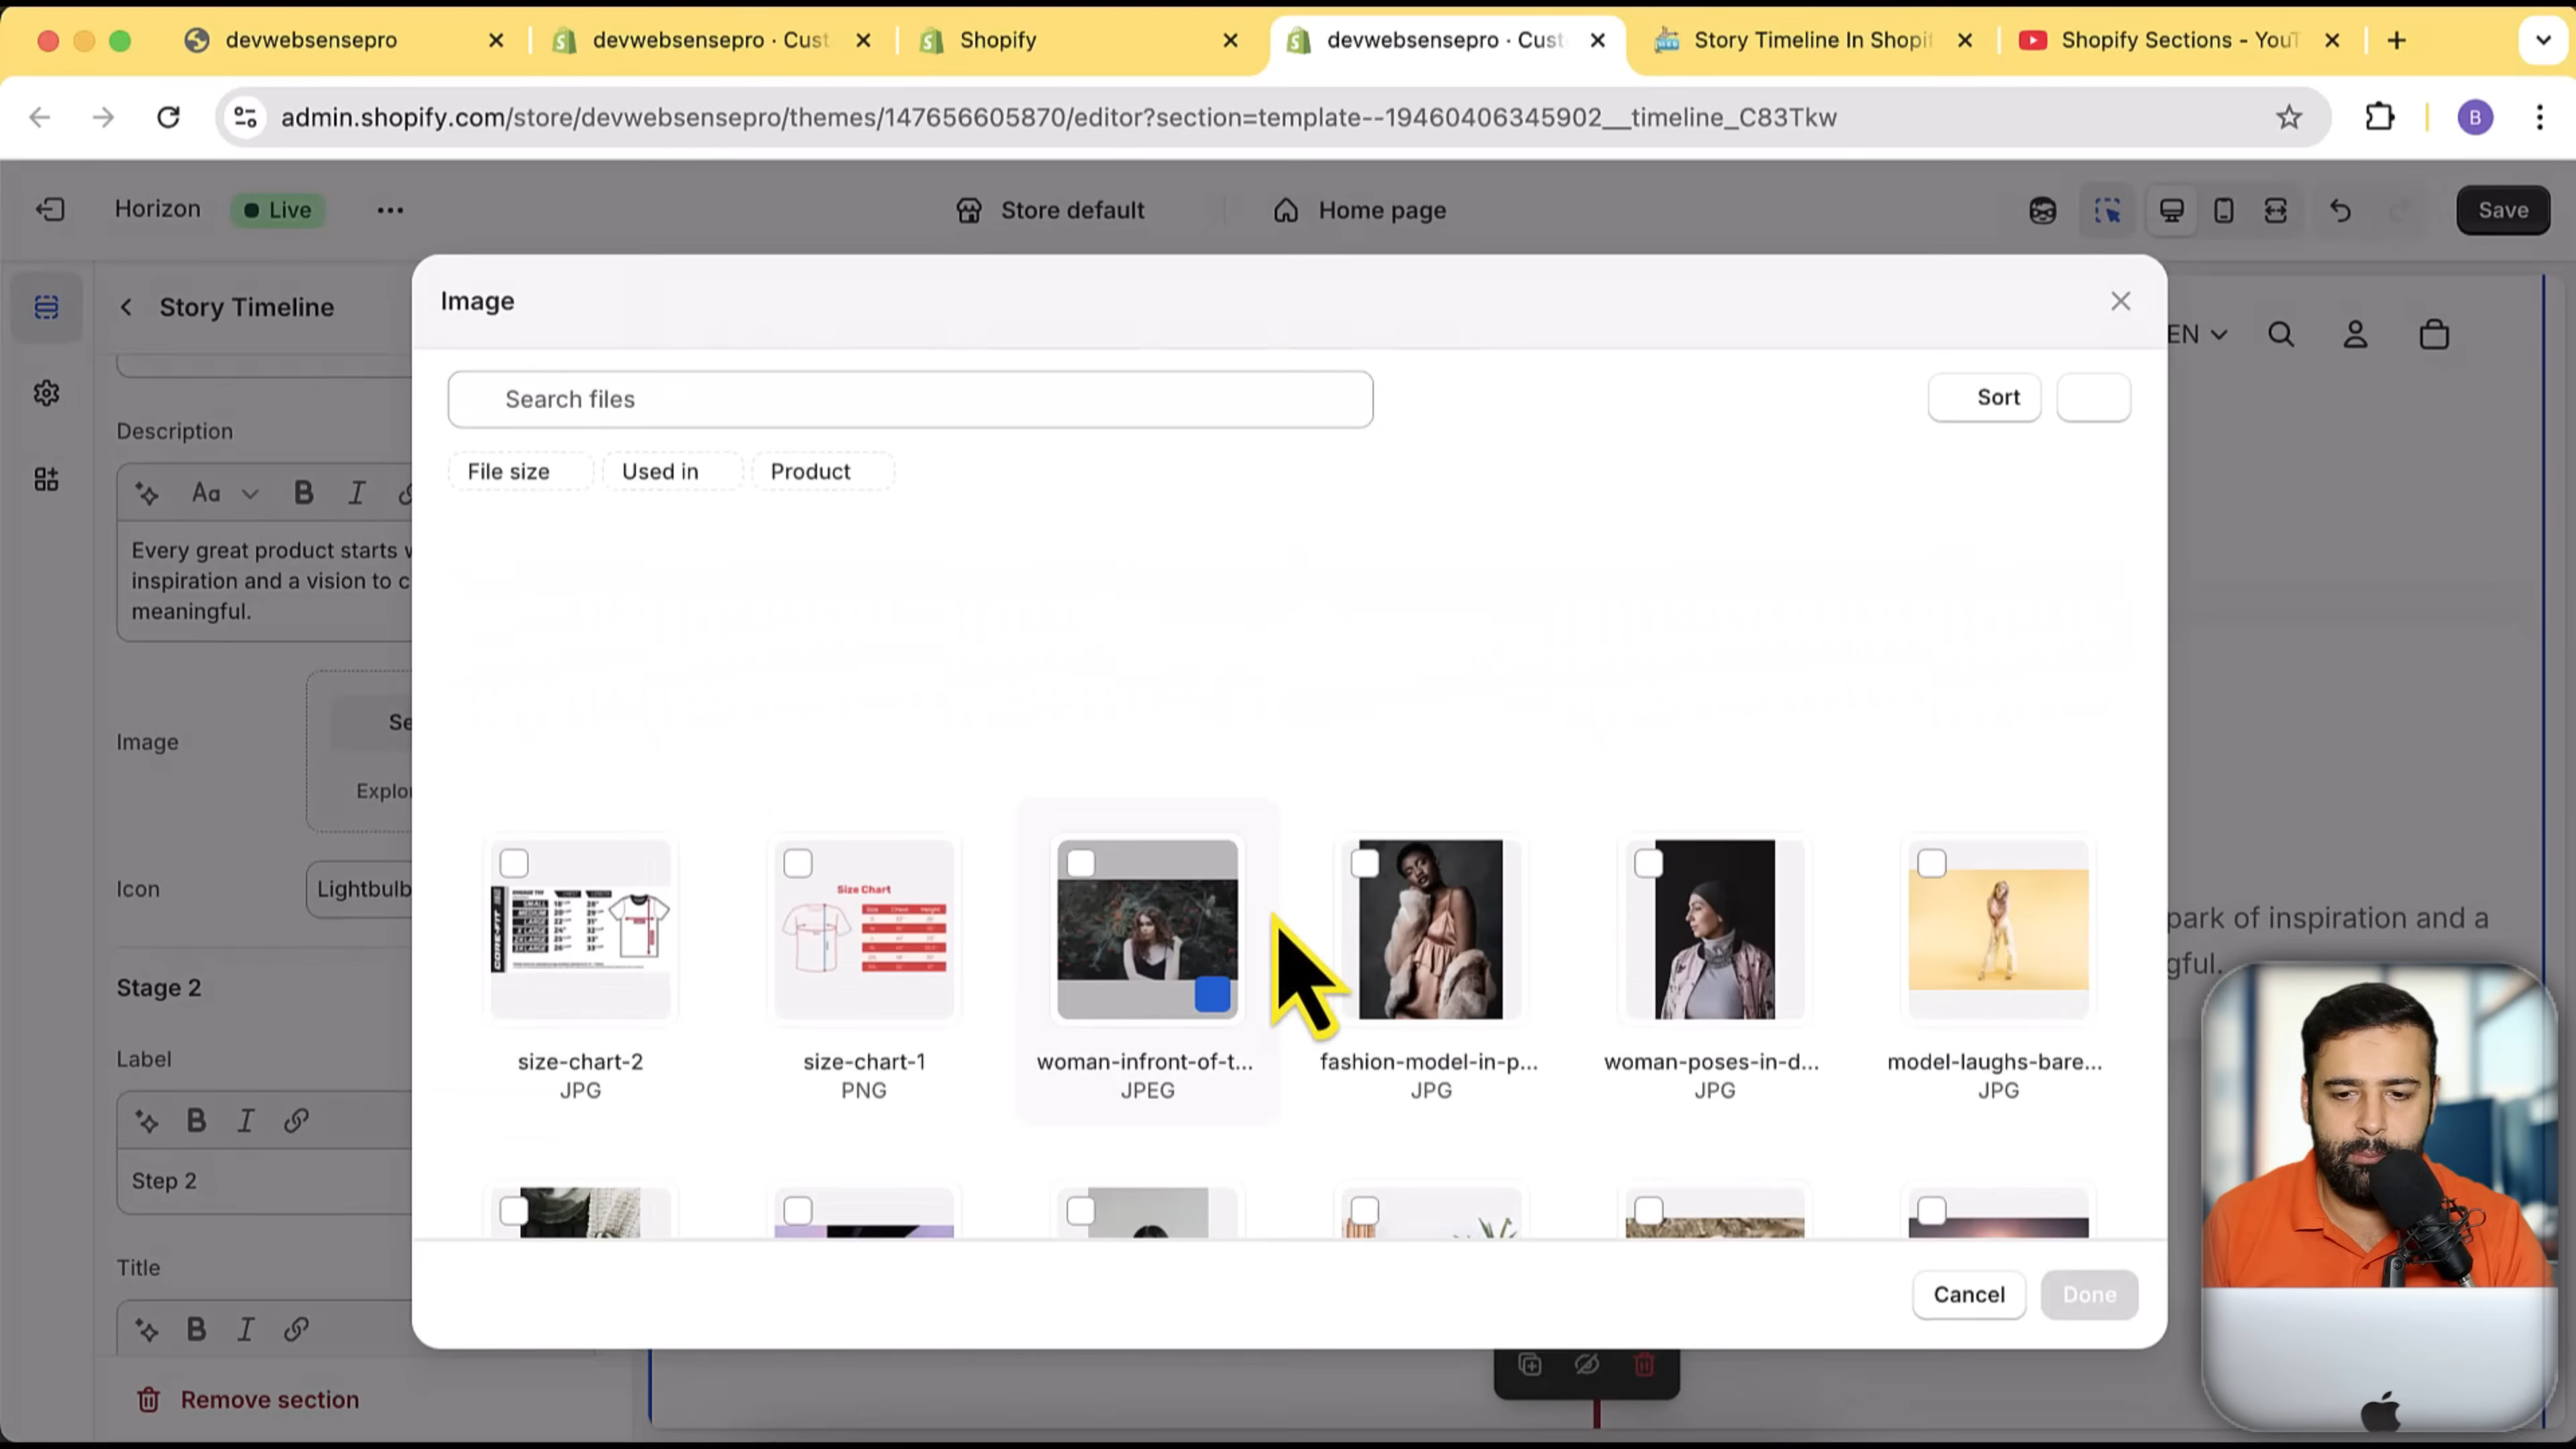 devwebsensepro
devwebsensepro · Cust
Shopify
devwebsensepro · Cust
Story Timeline In Shopi
Shopify Sections - YouT
admin.shopify.com/store/devwebsensepro/themes/147656605870/editor?section=template--19460406345902__timeline_C83Tkw
B
Horizon
Live
Store default
Home page
Save
Story Timeline
Description
Aa
B
I
Every great product starts
inspiration and a vision to c
meaningful.
Image
Se
Explo
Icon
Lightbulb
Stage 2
Label
B
I
Step 2
Title
B
I
Remove section
Image
Search files
Sort
File size
Used in
Product
Size Chart
size-chart-2
JPG
size-chart-1
PNG
woman-infront-of-t...
JPEG
fashion-model-in-p...
JPG
woman-poses-in-d...
JPG
model-laughs-bare...
JPG
Cancel
Done
EN
park of inspiration and a
gful.